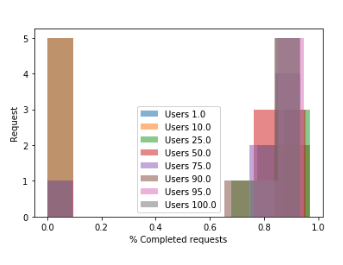 5
4
3
2
1
0
Request
Users 1.0
Users 10.0
Users 25.0
Users 50.0
Users 75.0
Users 90.0
Users 95.0
Users 100.0
0.0 0.2 0.4 0.6 0.8 1.0
% Completed requests